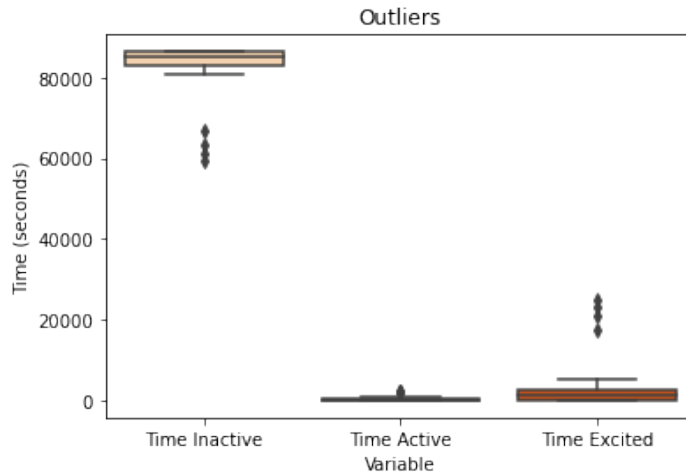 Outliers
80000
60000
40000
20000
0
Time (seconds)
Time Inactive
Time Active
Time Excited
Variable